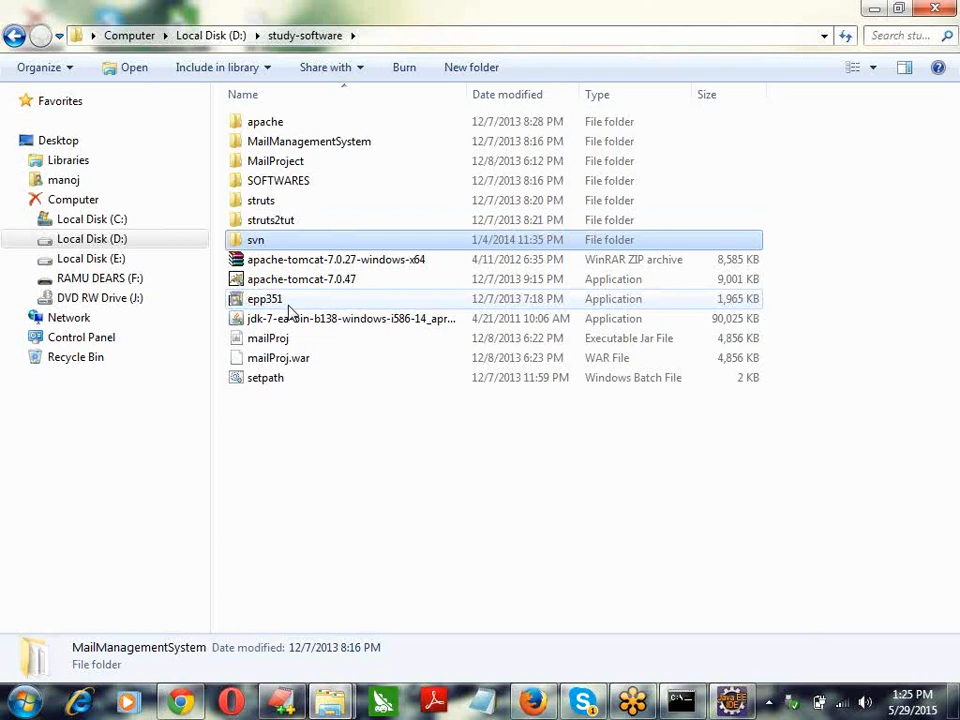 Computer Local Disk (D:) study-software
Search stu...
Organize Open Include in library Share with Burn New folder
Name Date modified Type Size
Favorites
Desktop
Libraries
manoj
Computer
Local Disk (C:)
Local Disk (D:)
Local Disk (E:)
RAMU DEARS (F:)
DVD RW Drive (J:)
Network
Control Panel
Recycle Bin
apache 12/7/2013 8:28 PM File folder
MailManagementSystem 12/7/2013 8:16 PM File folder
MailProject 12/8/2013 6:12 PM File folder
SOFTWARES 12/7/2013 8:16 PM File folder
struts 12/7/2013 8:20 PM File folder
struts2tut 12/7/2013 8:21 PM File folder
svn 1/4/2014 11:35 PM File folder
apache-tomcat-7.0.27-windows-x64 4/11/2012 6:35 PM WinRAR ZIP archive 8,585 KB
apache-tomcat-7.0.47 12/7/2013 9:15 PM Application 9,001 KB
epp351 12/7/2013 7:18 PM Application 1,965 KB
jdk-7-ea-bin-b138-windows-i586-14_apr... 4/21/2011 10:06 AM Application 90,025 KB
mailProj 12/8/2013 6:22 PM Executable Jar File 4,856 KB
mailProj.war 12/8/2013 6:23 PM WAR File 4,856 KB
setpath 12/7/2013 11:59 PM Windows Batch File 2 KB
MailManagementSystem Date modified: 12/7/2013 8:16 PM
File folder
1:25 PM
5/29/2015